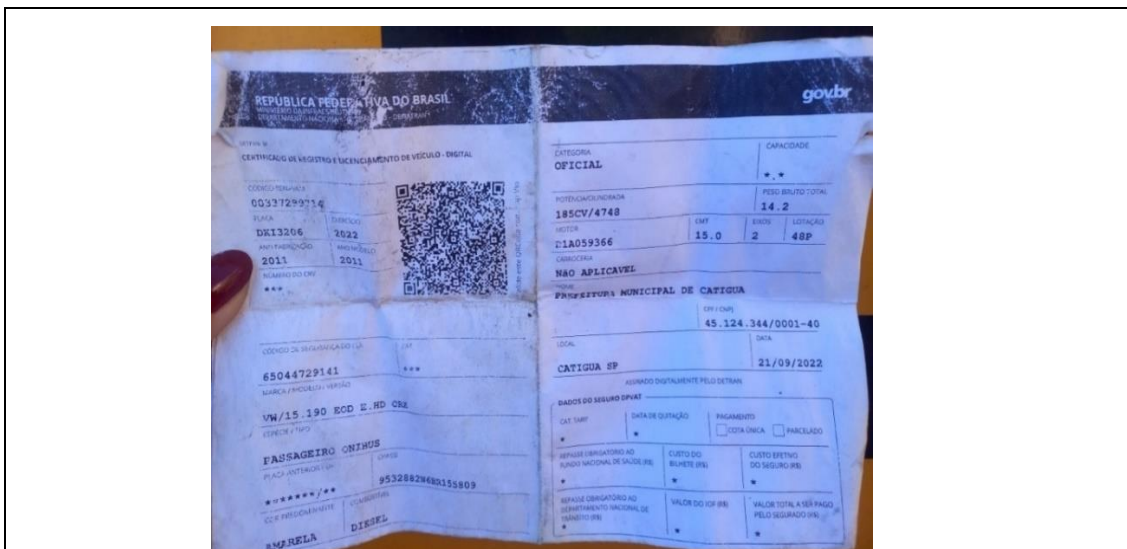 REPÚBLICA FEDERATIVA DO BRASIL
gov.br
CERTIFICADO DE REGISTRO E LICENCIAMENTO DE VEÍCULO - DIGITAL
CÓDIGO RENAVAM
00337299714
PLACA EXERCÍCIO
DKI3206 2022
ANO FABRICAÇÃO ANO MODELO
2011 2011
NÚMERO DO CRV
***
CÓDIGO DE SEGURANÇA DO CLA CAT
65044729141 ***
MARCA / MODELO / VERSÃO
VW/15.190 EOD E.HD
ESPÉCIE / TIPO
PASSAGEIRO ONIBUS
PLACA ANTERIOR / UF CHASSI
*******/**
COR PREDOMINANTE COMBUSTÍVEL
AMARELA DIESEL
CATEGORIA CAPACIDADE
OFICIAL *.*
POTÊNCIA/CILINDRADA PESO BRUTO TOTAL
185CV/4748 14.2
MOTOR CMT EIXOS LOTAÇÃO
15.0 2 48P
CARROCERIA
NÃO APLICAVEL
NOME
PREFEITURA MUNICIPAL DE CATIGUA
CPF / CNPJ
45.124.344/0001-40
LOCAL DATA
CATIGUA SP 21/09/2022
ASSINADO DIGITALMENTE PELO DETRAN
DADOS DO SEGURO DPVAT
CAT. TARIF DATA DE QUITAÇÃO PAGAMENTO
* * COTA ÚNICA PARCELADO
REPASSE OBRIGATÓRIO AO FUNDO NACIONAL DE SAÚDE (R$) CUSTO DO BILHETE (R$) CUSTO EFETIVO DO SEGURO (R$)
* * *
REPASSE OBRIGATÓRIO AO DEPARTAMENTO NACIONAL DE TRÂNSITO (R$) VALOR DO IOF (R$) VALOR TOTAL A SER PAGO PELO SEGURADO (R$)
* * *